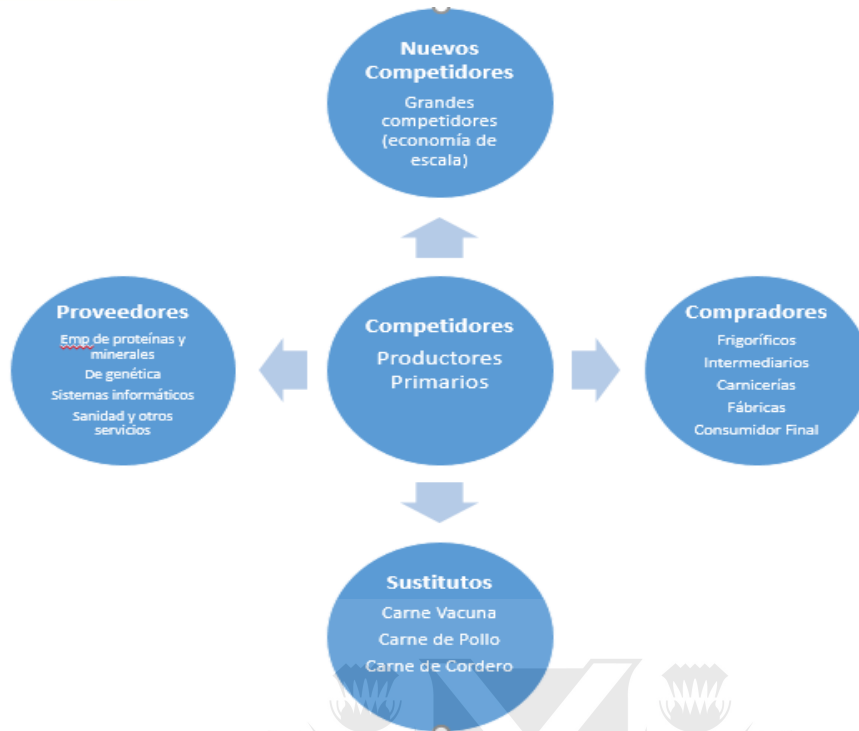 Nuevos
Competidores
Grandes
competidores
(economía de
escala)
Proveedores
Emp de proteínas y
minerales
De genética
Sistemas informáticos
Sanidad y otros
servicios
Competidores
Productores
Primarios
Compradores
Frigoríficos
Intermediarios
Carnicerías
Fábricas
Consumidor Final
Sustitutos
Carne Vacuna
Carne de Pollo
Carne de Cordero